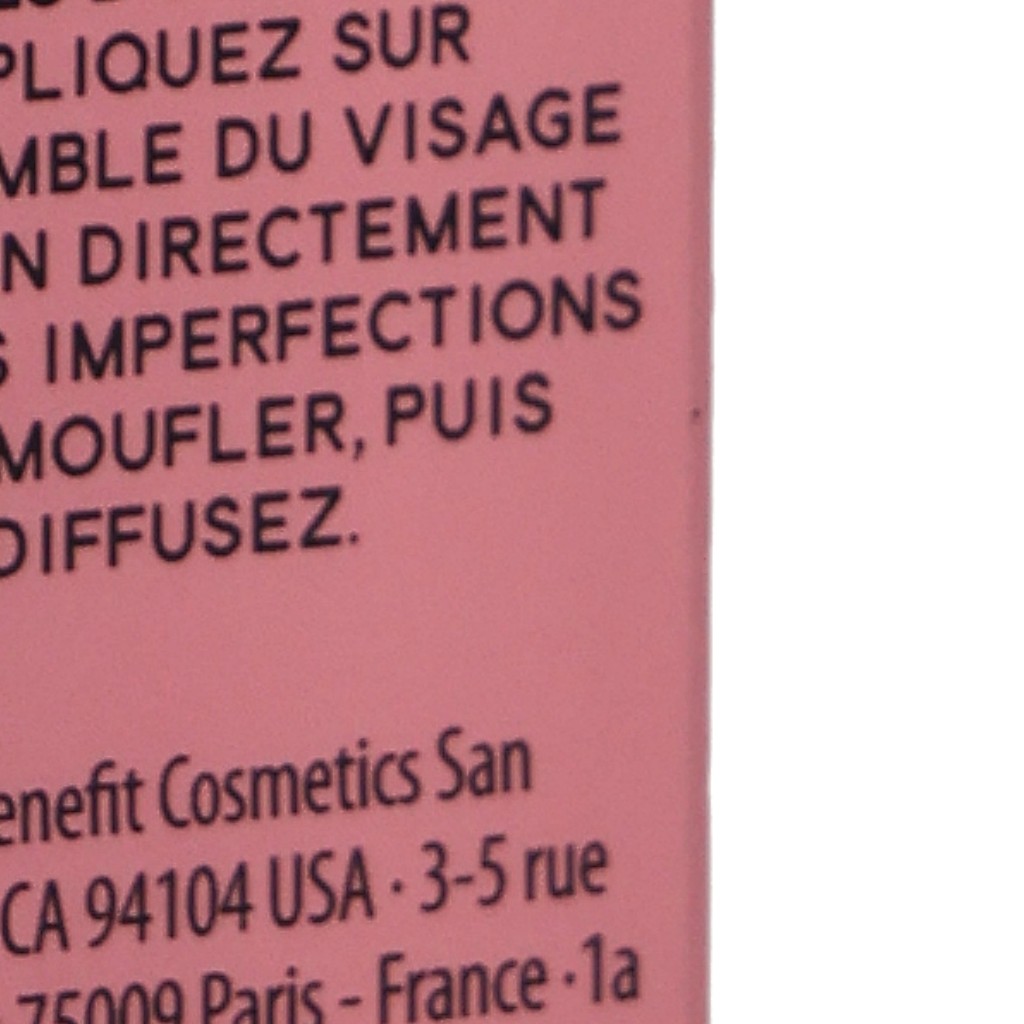 PLIQUEZ SUR
MBLE DU VISAGE
N DIRECTEMENT
S IMPERFECTIONS
MOUFLER, PUIS
DIFFUSEZ.
enefit Cosmetics San
CA 94104 USA · 3-5 rue
75009 Paris - France · 1a